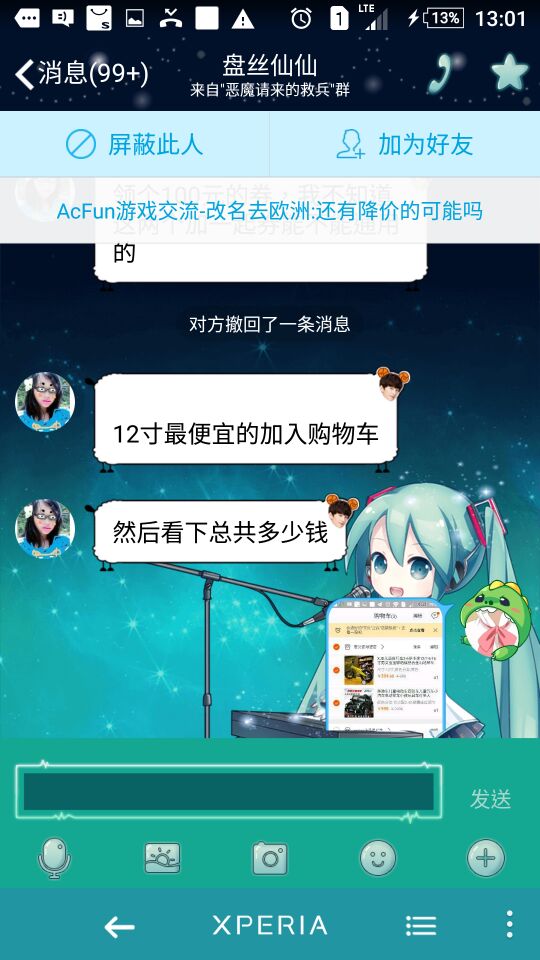 LTE
1
13%
13:01
消息(99+)
盘丝仙仙
来自"恶魔请来的救兵"群
屏蔽此人
加为好友
领个100元的券，我不知道
AcFun游戏交流-改名去欧洲:还有降价的可能吗
这两个加一起券能不能通用
的
对方撤回了一条消息
12寸最便宜的加入购物车
然后看下总共多少钱
购物车
发送
XPERIA